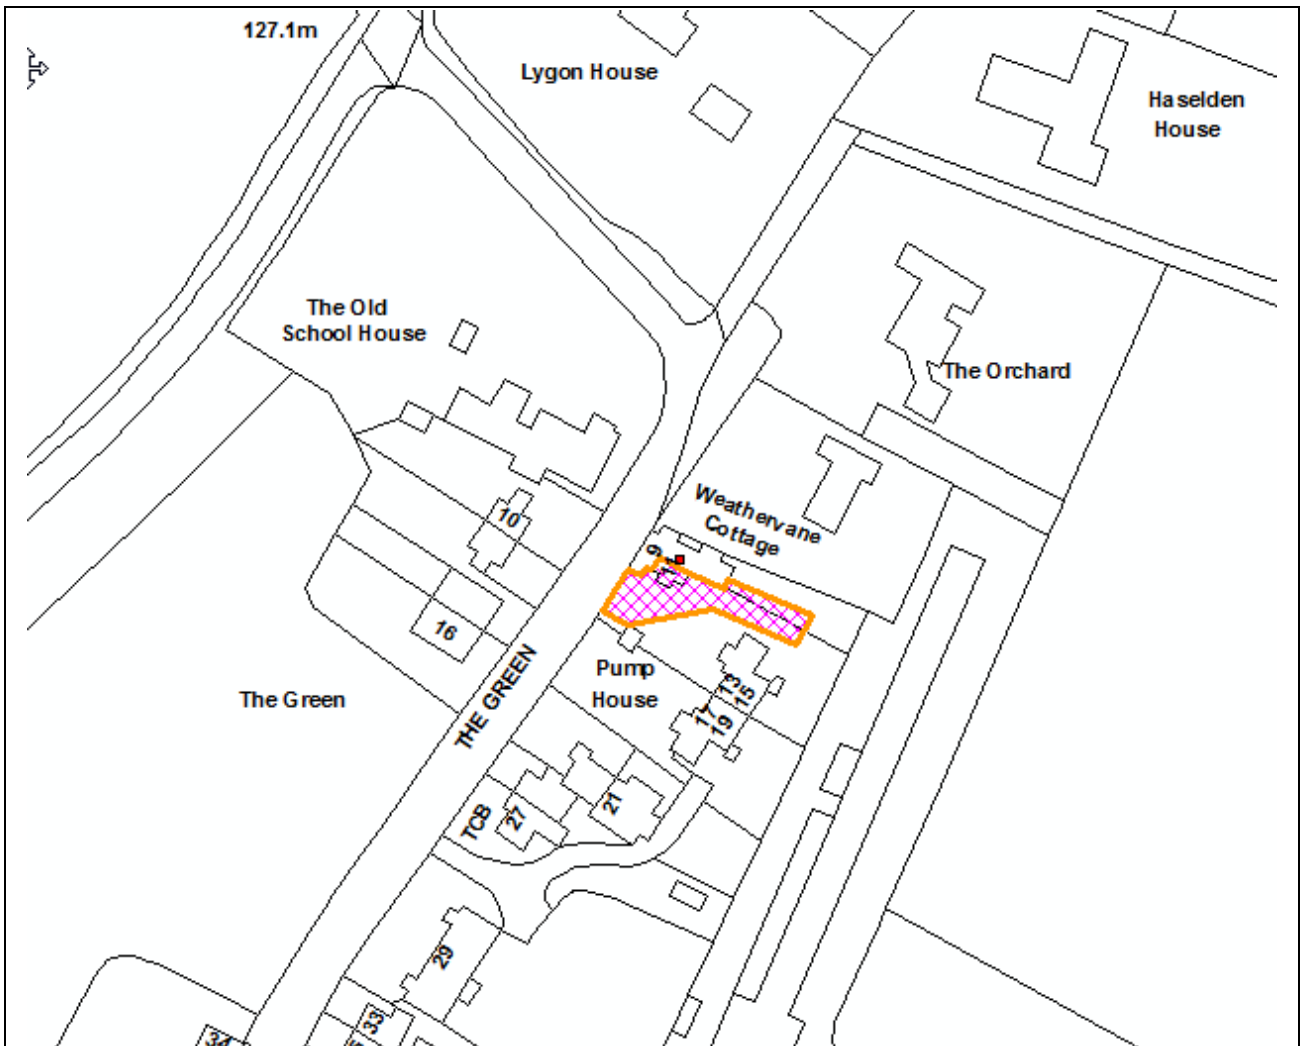 127.1m
Lygon House
Haselden
House
The Old
School House
The Orchard
Weathervane
Cottage
10
9
11
16
THE GREEN
Pump
House
The Green
13
15
17
19
21
TCB
27
29
33
34